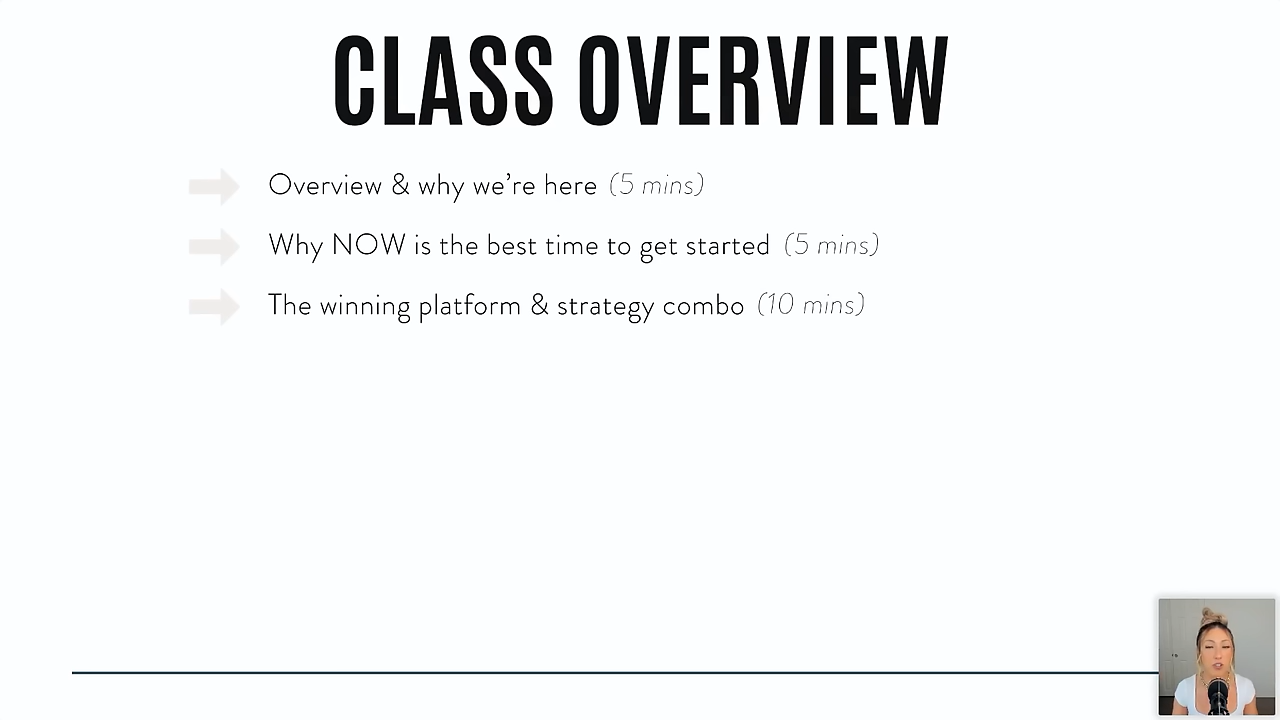 CLASS OVERVIEW
Overview & why we’re here (5 mins)
Why NOW is the best time to get started (5 mins)
The winning platform & strategy combo (10 mins)